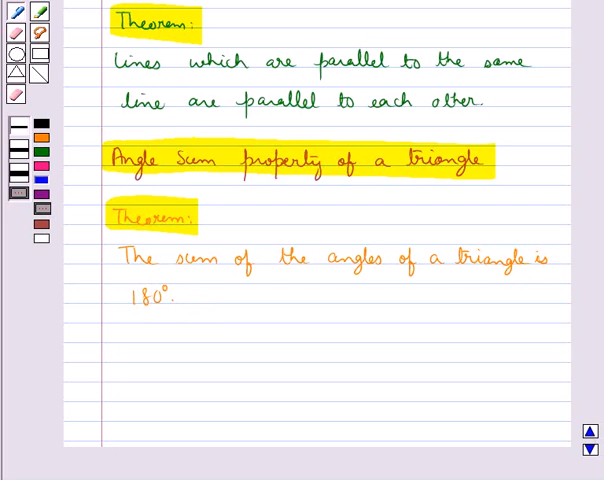 Theorem:
Lines which are parallel to the same
line are parallel to each other.
Angle Sum property of a triangle
Theorem:
The sum of the angles of a triangle is
180°.